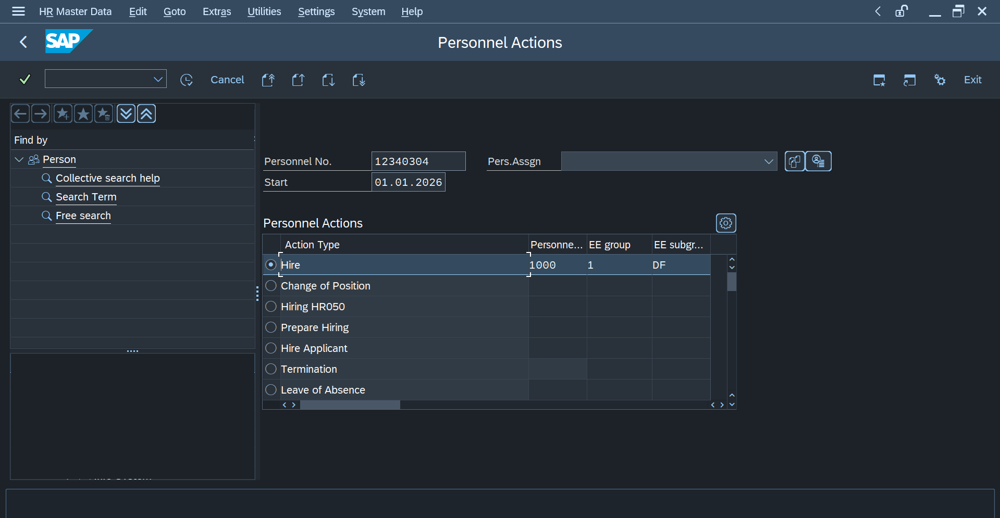 HR Master Data Edit Goto Extras Utilities Settings System Help
SAP
Personnel Actions
Cancel
Exit
Find by
Person
Collective search help
Search Term
Free search
Personnel No. 12340304 Pers.Assgn
Start 01.01.2026
Personnel Actions
Action Type Personne... EE group EE subgr...
Hire 1000 1 DF
Change of Position
Hiring HR050
Prepare Hiring
Hire Applicant
Termination
Leave of Absence